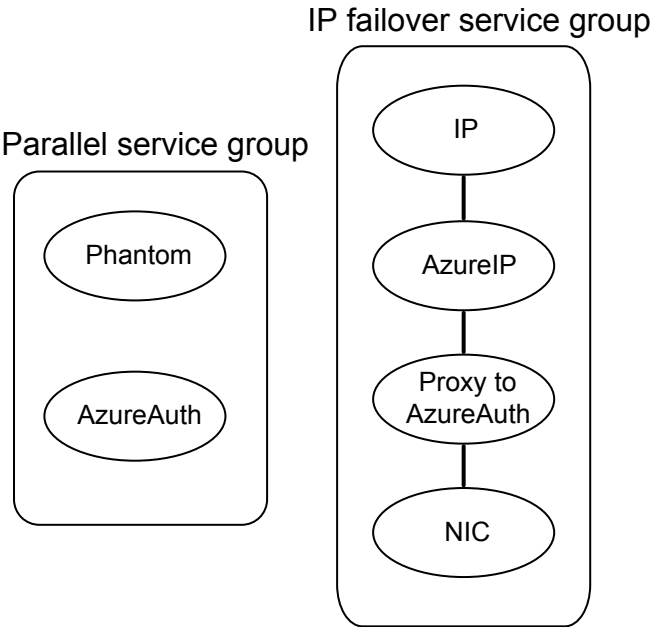 IP failover service group
IP
AzureIP
Proxy to
AzureAuth
NIC
Parallel service group
Phantom
AzureAuth